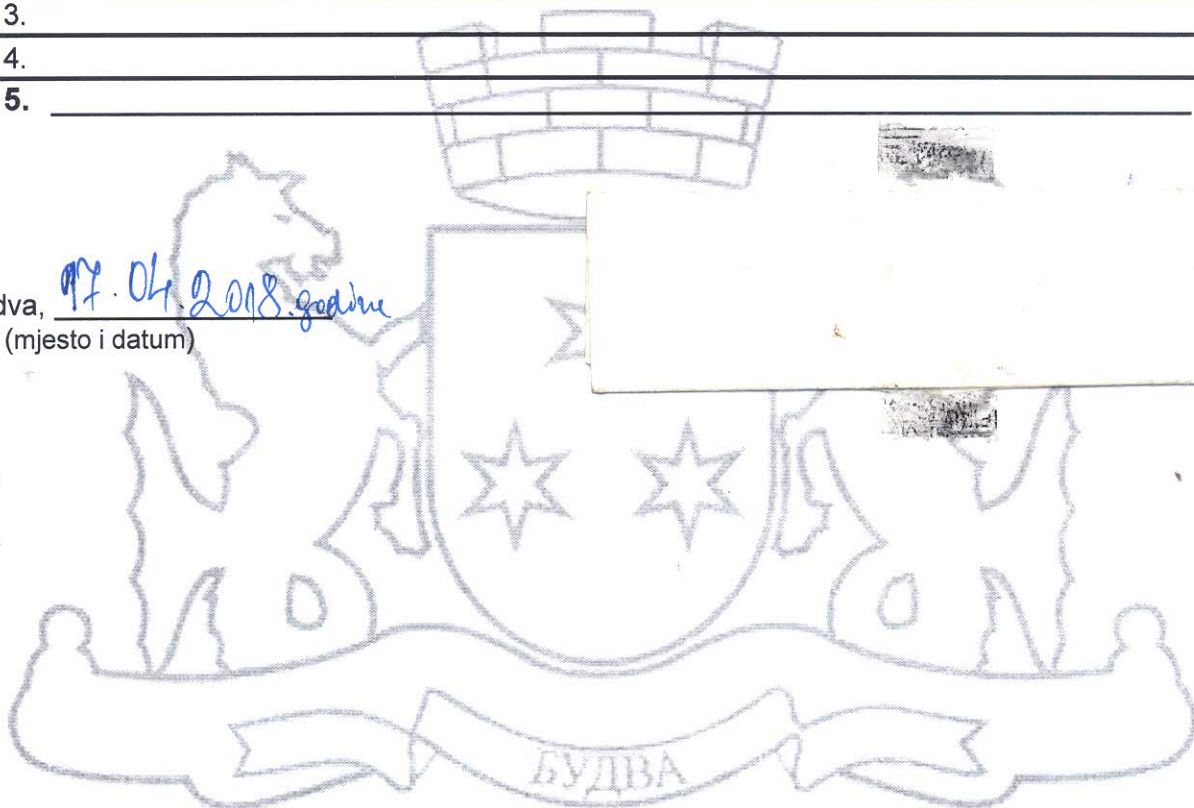 3.
4.
5.
dva, 17.04.2018.godine
(mjesto i datum)
БУДВА